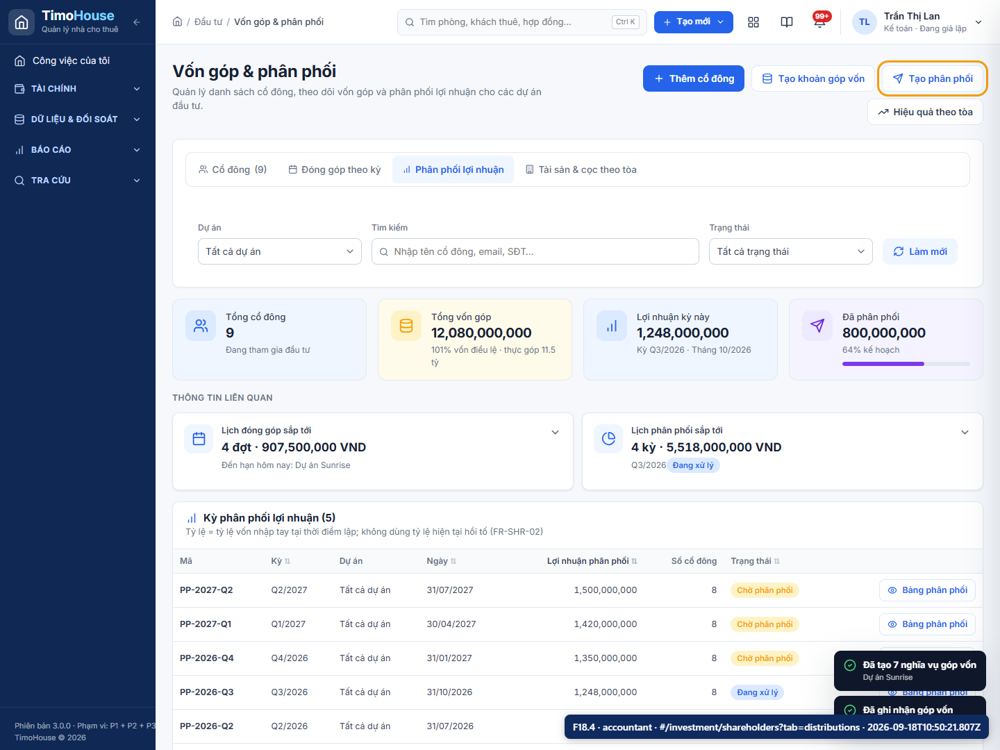 TimoHouse
Quản lý nhà cho thuê
Công việc của tôi
TÀI CHÍNH
DỮ LIỆU & ĐỐI SOÁT
BÁO CÁO
TRA CỨU
Phiên bản 3.0.0 · Phạm vi: P1 + P2 + P3
TimoHouse © 2026
/ Đầu tư / Vốn góp & phân phối
Tìm phòng, khách thuê, hợp đồng...
Ctrl K
Tạo mới
99+
TL
Trần Thị Lan
Kế toán · Đang giả lập
Vốn góp & phân phối
Quản lý danh sách cổ đông, theo dõi vốn góp và phân phối lợi nhuận cho các dự án
đầu tư.
Thêm cổ đông
Tạo khoản góp vốn
Tạo phân phối
Hiệu quả theo tòa
Cổ đông (9)
Đóng góp theo kỳ
Phân phối lợi nhuận
Tài sản & cọc theo tòa
Dự án
Tìm kiếm
Trạng thái
Tất cả dự án
Nhập tên cổ đông, email, SĐT...
Tất cả trạng thái
Làm mới
Tổng cổ đông
9
Đang tham gia đầu tư
Tổng vốn góp
12,080,000,000
101% vốn điều lệ · thực góp 11.5
tỷ
Lợi nhuận kỳ này
1,248,000,000
Kỳ Q3/2026 · Tháng 10/2026
Đã phân phối
800,000,000
64% kế hoạch
THÔNG TIN LIÊN QUAN
Lịch đóng góp sắp tới
4 đợt · 907,500,000 VND
Đến hạn hôm nay: Dự án Sunrise
Lịch phân phối sắp tới
4 kỳ · 5,518,000,000 VND
Q3/2026 Đang xử lý
Kỳ phân phối lợi nhuận (5)
Tỷ lệ = tỷ lệ vốn nhập tay tại thời điểm lập; không dùng tỷ lệ hiện tại hồi tố (FR-SHR-02)
Mã Kỳ Dự án Ngày Lợi nhuận phân phối Số cổ đông Trạng thái
PP-2027-Q2 Q2/2027 Tất cả dự án 31/07/2027 1,500,000,000 8 Chờ phân phối Bảng phân phối
PP-2027-Q1 Q1/2027 Tất cả dự án 30/04/2027 1,420,000,000 8 Chờ phân phối Bảng phân phối
PP-2026-Q4 Q4/2026 Tất cả dự án 31/01/2027 1,350,000,000 8 Chờ phân phối
PP-2026-Q3 Q3/2026 Tất cả dự án 31/10/2026 1,248,000,000 8 Đang xử lý Bảng phân phối
PP-2026-Q2 Q2/2026 Tất cả dự án 31/07/2026
Đã tạo 7 nghĩa vụ góp vốn
Dự án Sunrise
Đã ghi nhận góp vốn
F18.4 · accountant · #/investment/shareholders?tab=distributions · 2026-09-18T10:50:21.807Z